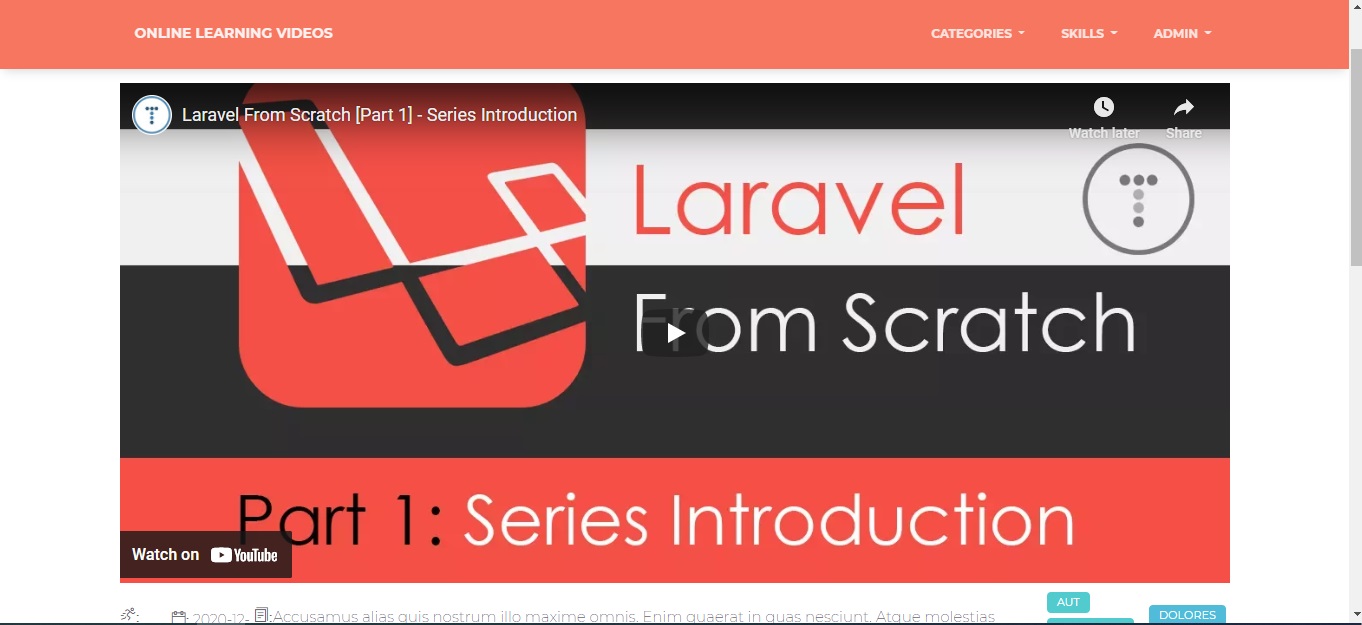 ONLINE LEARNING VIDEOS
CATEGORIES
SKILLS
ADMIN
Laravel From Scratch [Part 1] - Series Introduction
Watch later
Share
Laravel
From Scratch
Part 1: Series Introduction
Watch on YouTube
: 2020-12- :Accusamus alias quis nostrum illo maxime omnis. Enim quaerat in quas nesciunt. Atque molestias
AUT
DOLORES